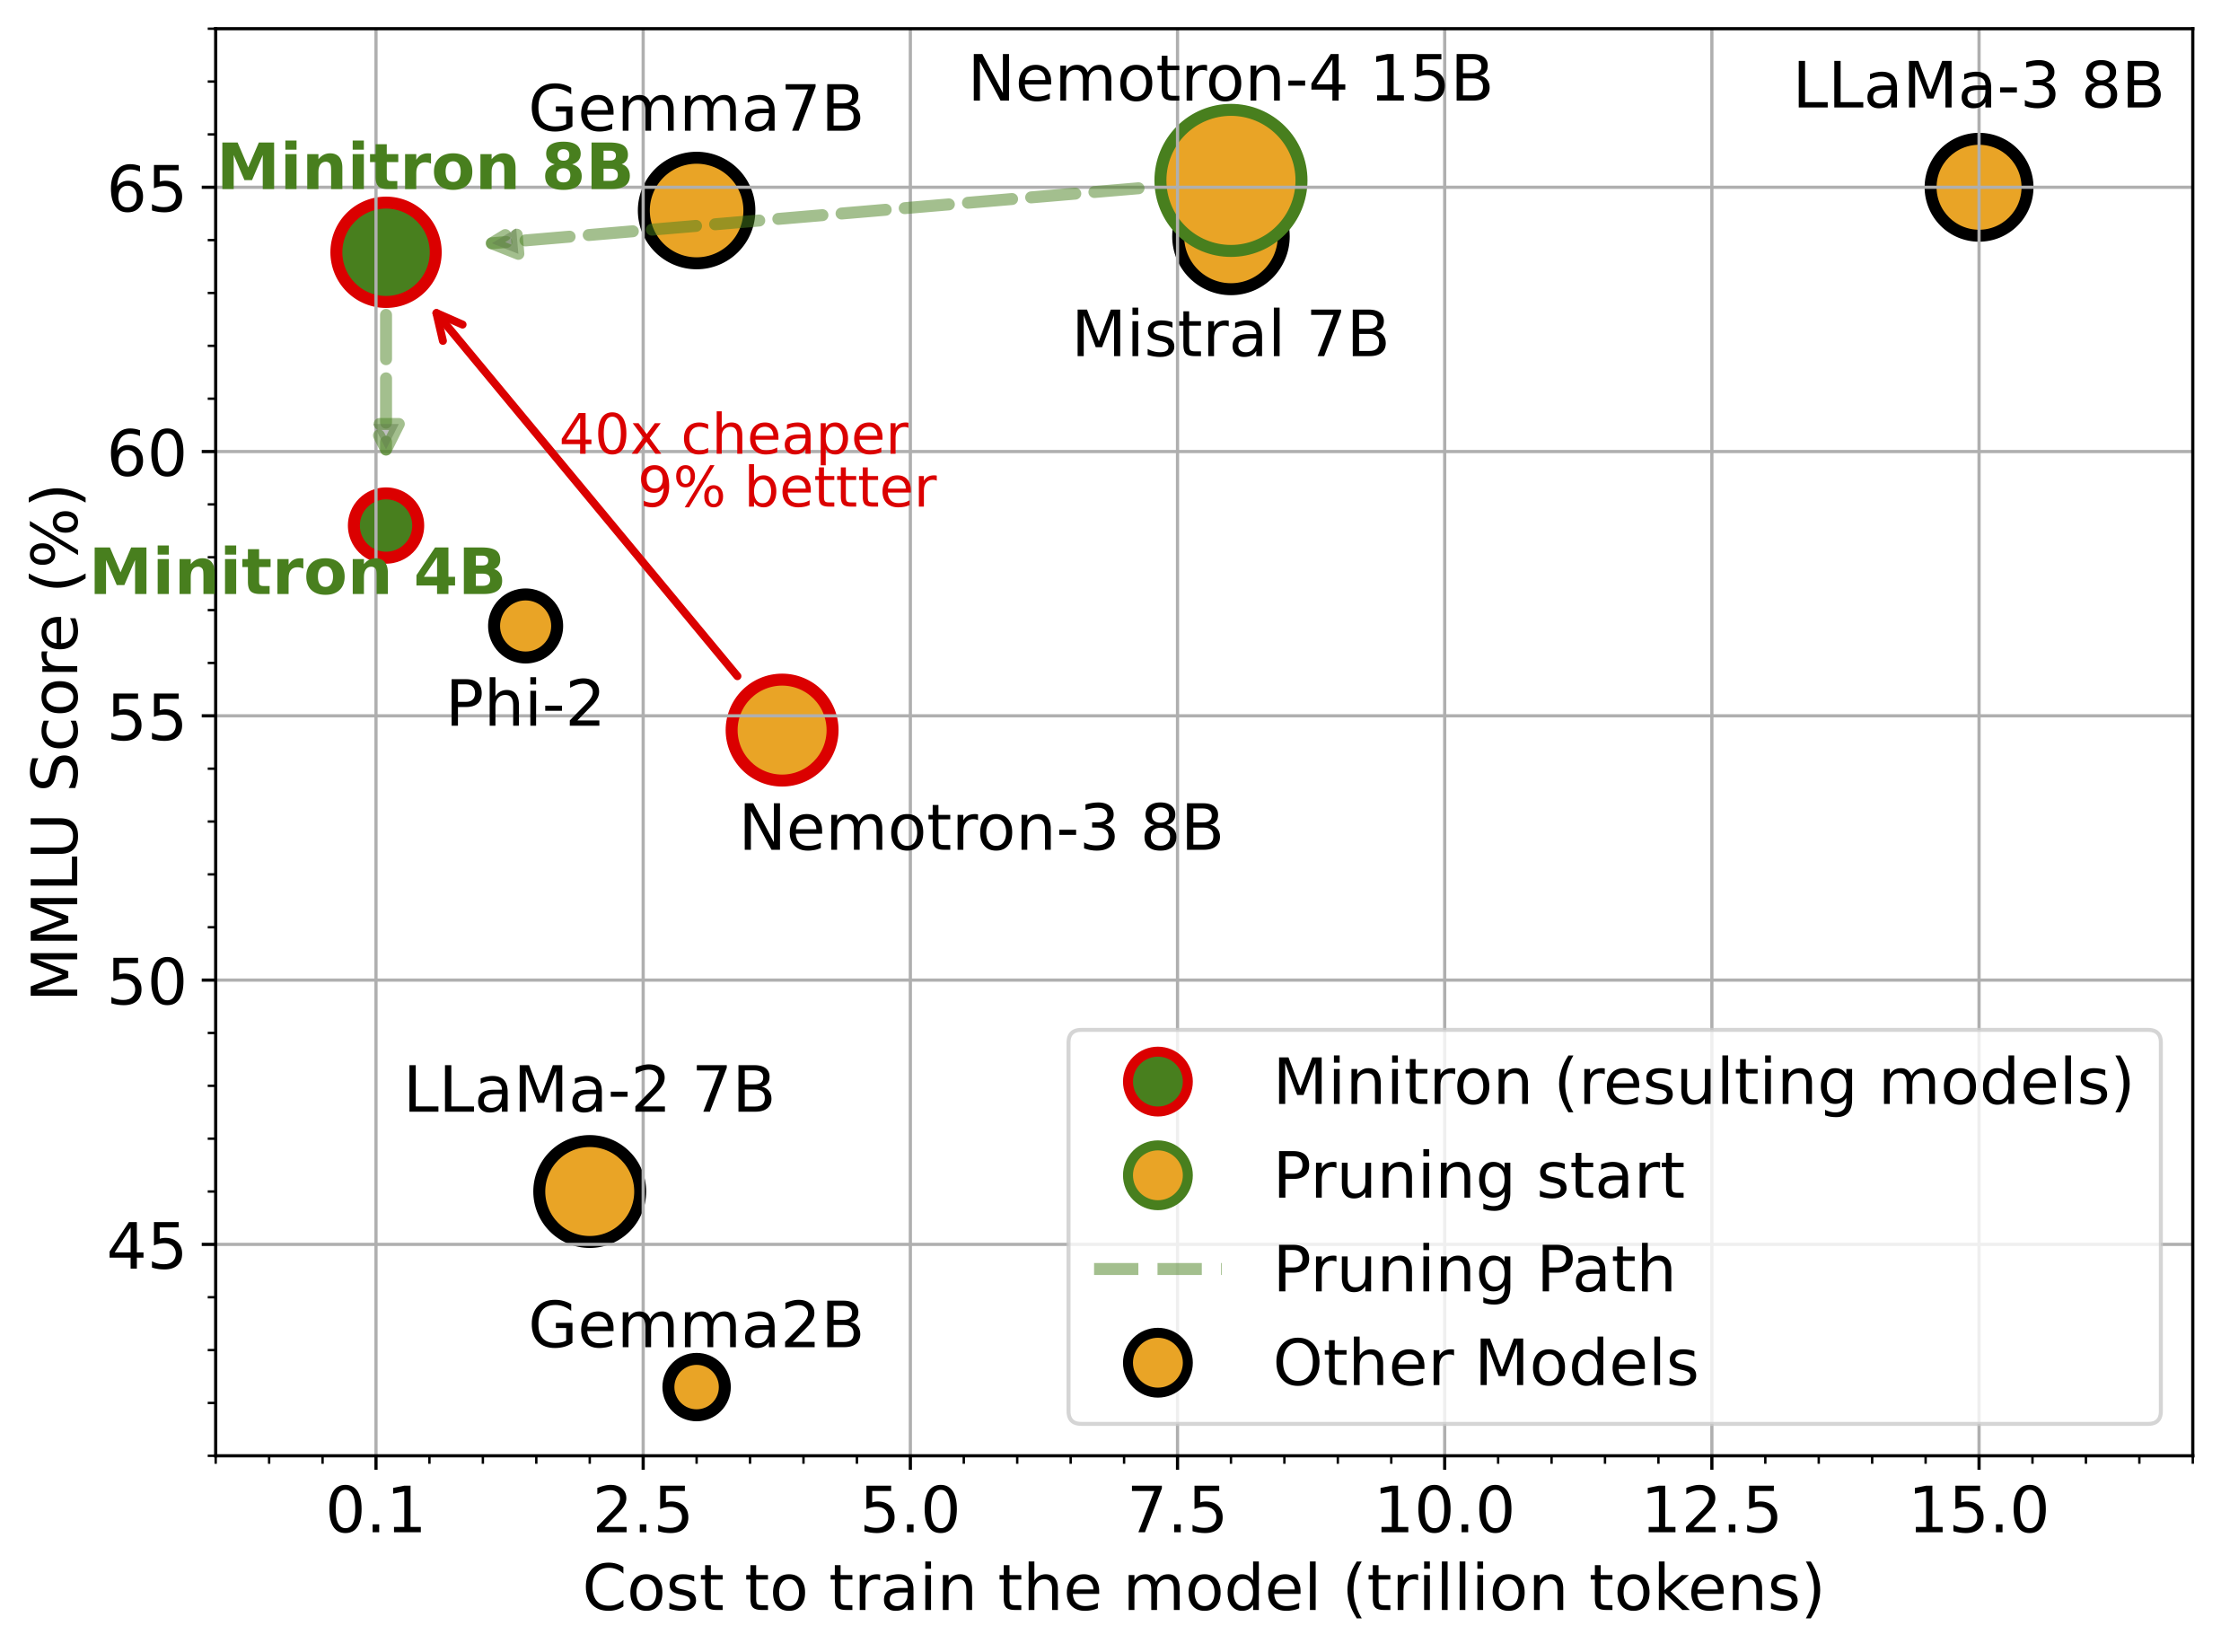 Nemotron-4 15B
LLaMa-3 8B
Gemma7B
Minitron 8B
65
Mistral 7B
40x cheaper
60
9% bettter
Minitron 4B
Phi-2
55
Nemotron-3 8B
MMLU Score (%)
50
LLaMa-2 7B
Minitron (resulting models)
Pruning start
45
Pruning Path
Gemma2B
Other Models
0.1 2.5 5.0 7.5 10.0 12.5 15.0
Cost to train the model (trillion tokens)